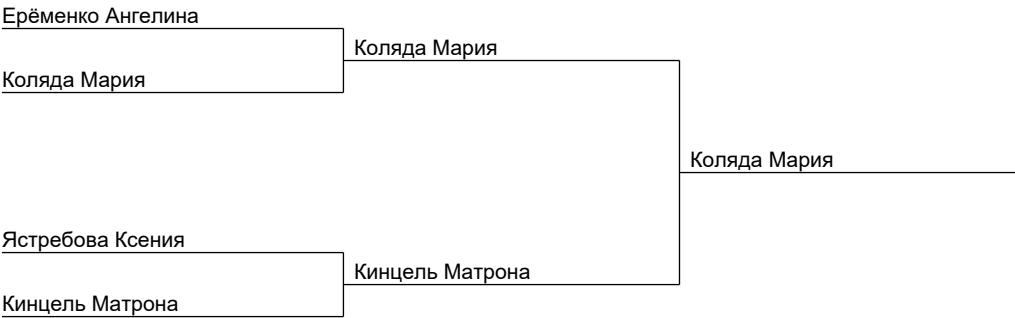 Ерёменко Ангелина
Коляда Мария
Коляда Мария
Коляда Мария
Ястребова Ксения
Кинцель Матрона
Кинцель Матрона